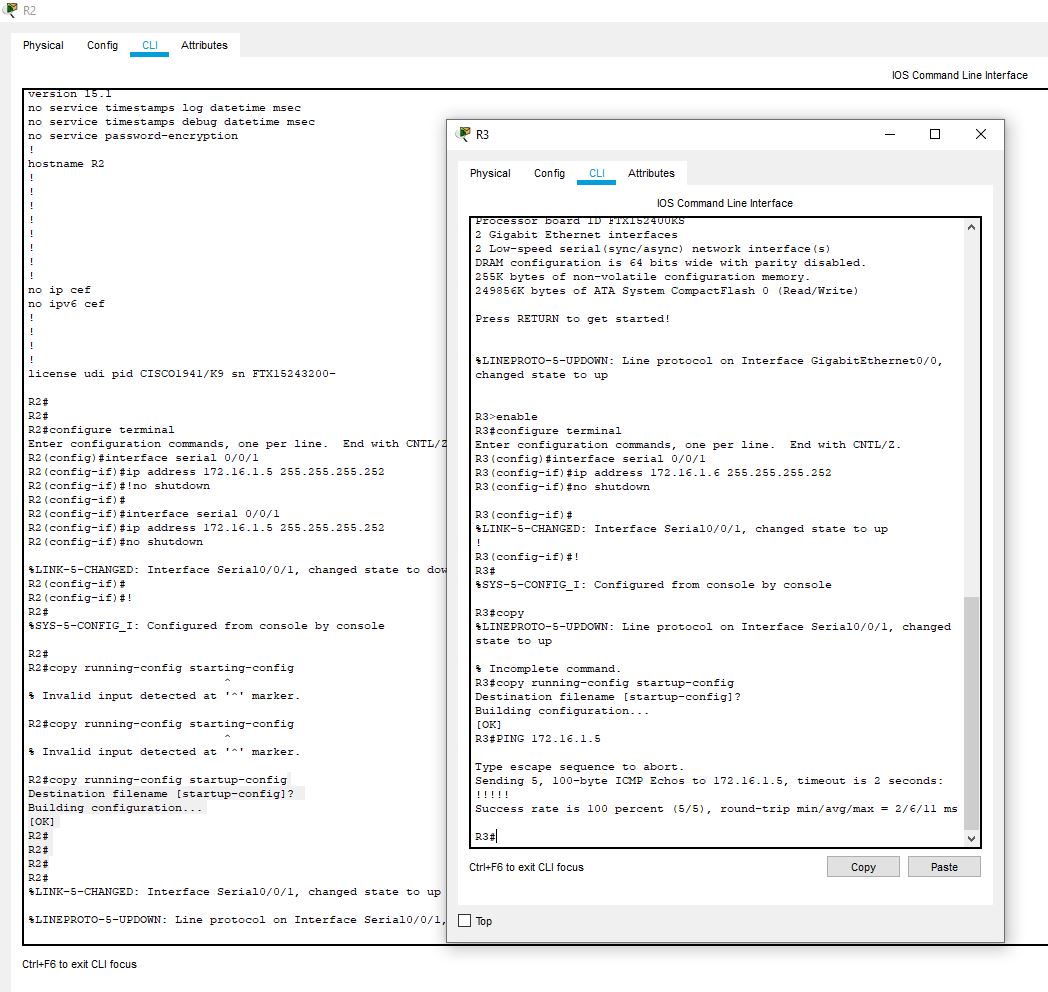 R2
Physical Config CLI Attributes
IOS Command Line Interface
version 15.1
no service timestamps log datetime msec
no service timestamps debug datetime msec
no service password-encryption
!
hostname R2
!
!
!
!
!
!
!
!
no ip cef
no ipv6 cef
!
!
!
!
license udi pid CISCO1941/K9 sn FTX15243200-
R2#
R2#
R2#configure terminal
Enter configuration commands, one per line.  End with CNTL/Z
R2(config)#interface serial 0/0/1
R2(config-if)#ip address 172.16.1.5 255.255.255.252
R2(config-if)#!no shutdown
R2(config-if)#
R2(config-if)#interface serial 0/0/1
R2(config-if)#ip address 172.16.1.5 255.255.255.252
R2(config-if)#no shutdown
%LINK-5-CHANGED: Interface Serial0/0/1, changed state to dow
R2(config-if)#
R2(config-if)#!
R2#
%SYS-5-CONFIG_I: Configured from console by console
R2#
R2#copy running-config starting-config
^
% Invalid input detected at '^' marker.
R2#copy running-config starting-config
^
% Invalid input detected at '^' marker.
R2#copy running-config startup-config
Destination filename [startup-config]?
Building configuration...
[OK]
R2#
R2#
R2#
R2#
%LINK-5-CHANGED: Interface Serial0/0/1, changed state to up
%LINEPROTO-5-UPDOWN: Line protocol on Interface Serial0/0/1,
Ctrl+F6 to exit CLI focus
R3
Physical Config CLI Attributes
IOS Command Line Interface
Processor board ID FTX152400KS
2 Gigabit Ethernet interfaces
2 Low-speed serial(sync/async) network interface(s)
DRAM configuration is 64 bits wide with parity disabled.
255K bytes of non-volatile configuration memory.
249856K bytes of ATA System CompactFlash 0 (Read/Write)
Press RETURN to get started!
%LINEPROTO-5-UPDOWN: Line protocol on Interface GigabitEthernet0/0,
changed state to up
R3>enable
R3#configure terminal
Enter configuration commands, one per line.  End with CNTL/Z.
R3(config)#interface serial 0/0/1
R3(config-if)#ip address 172.16.1.6 255.255.255.252
R3(config-if)#no shutdown
R3(config-if)#
%LINK-5-CHANGED: Interface Serial0/0/1, changed state to up
!
R3(config-if)#!
R3#
%SYS-5-CONFIG_I: Configured from console by console
R3#copy
%LINEPROTO-5-UPDOWN: Line protocol on Interface Serial0/0/1, changed
state to up
% Incomplete command.
R3#copy running-config startup-config
Destination filename [startup-config]?
Building configuration...
[OK]
R3#PING 172.16.1.5
Type escape sequence to abort.
Sending 5, 100-byte ICMP Echos to 172.16.1.5, timeout is 2 seconds:
!!!!!
Success rate is 100 percent (5/5), round-trip min/avg/max = 2/6/11 ms
R3#
Ctrl+F6 to exit CLI focus
Copy Paste
Top